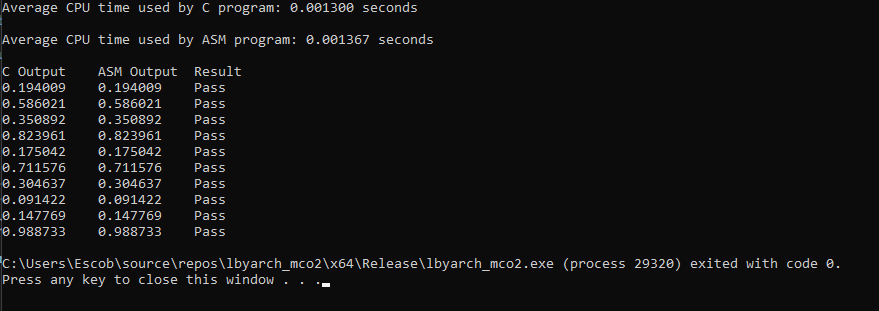 Average CPU time used by C program: 0.001300 seconds
Average CPU time used by ASM program: 0.001367 seconds
C Output    ASM Output  Result
0.194009    0.194009    Pass
0.586021    0.586021    Pass
0.350892    0.350892    Pass
0.823961    0.823961    Pass
0.175042    0.175042    Pass
0.711576    0.711576    Pass
0.304637    0.304637    Pass
0.091422    0.091422    Pass
0.147769    0.147769    Pass
0.988733    0.988733    Pass
C:\Users\Escob\source\repos\lbyarch_mco2\x64\Release\lbyarch_mco2.exe (process 29320) exited with code 0.
Press any key to close this window . . .